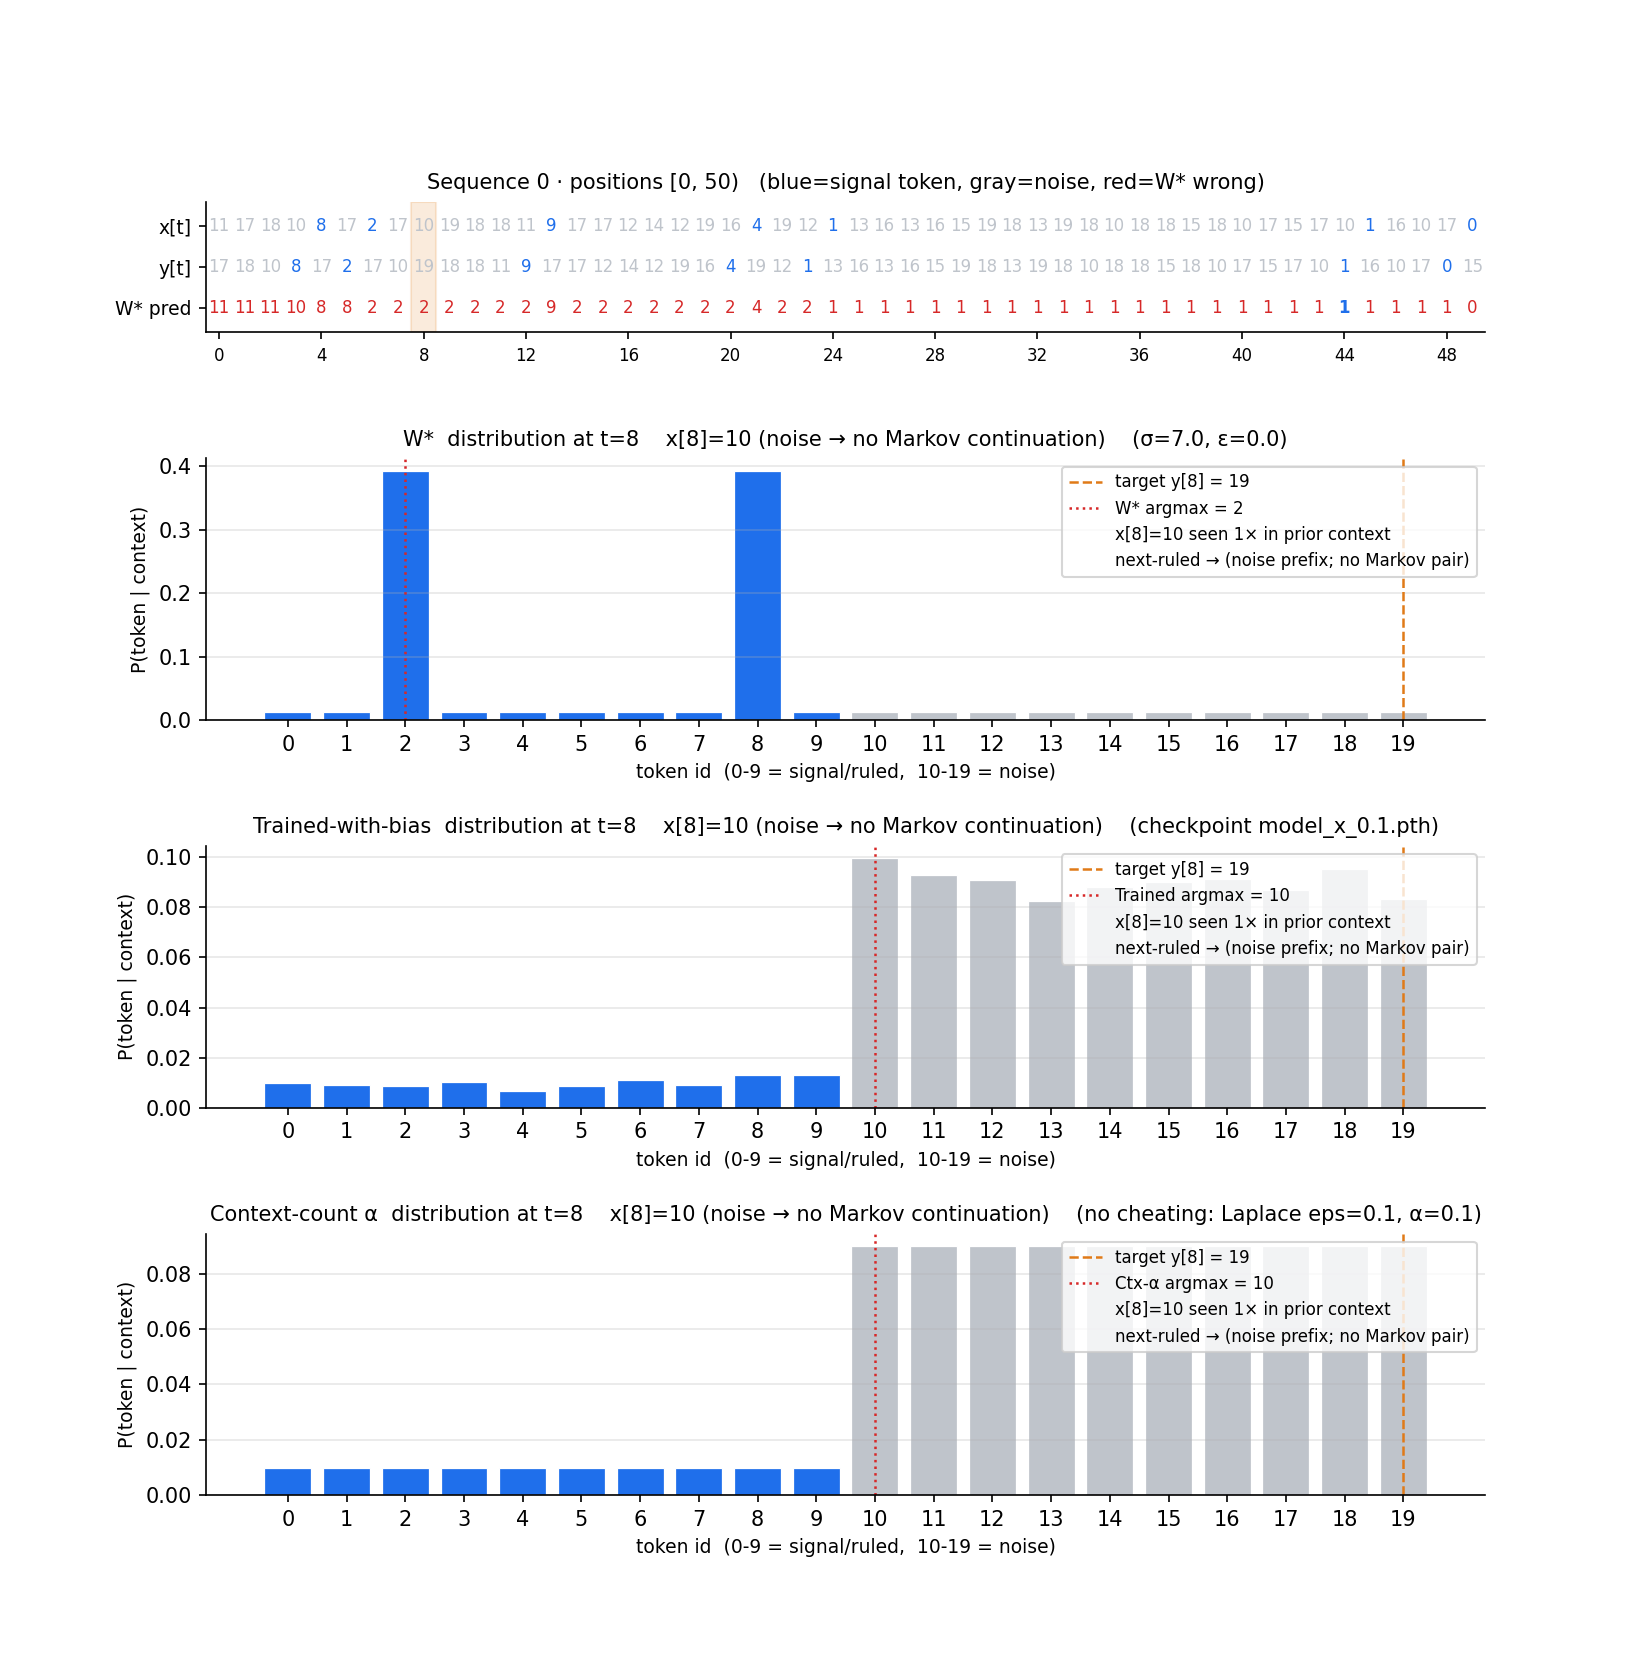 Sequence 0 · positions [0, 50)   (blue=signal token, gray=noise, red=W* wrong)
x[t] 11 17 18 10 8 17 2 17 10 19 18 18 11 9 17 17 12 14 12 19 16 4 19 12 1 13 16 13 16 15 19 18 13 19 18 10 18 18 15 18 10 17 15 17 10 1 16 10 17 0
y[t] 17 18 10 8 17 2 17 10 19 18 18 11 9 17 17 12 14 12 19 16 4 19 12 1 13 16 13 16 15 19 18 13 19 18 10 18 18 15 18 10 17 15 17 10 1 16 10 17 0 15
W* pred 11 11 11 10 8 8 2 2 2 2 2 2 2 9 2 2 2 2 2 2 2 4 2 2 1 1 1 1 1 1 1 1 1 1 1 1 1 1 1 1 1 1 1 1 1 1 1 1 1 0
0 4 8 12 16 20 24 28 32 36 40 44 48
W*  distribution at t=8    x[8]=10 (noise → no Markov continuation)    (σ=7.0, ε=0.0)
P(token | context)
0.4
0.3
0.2
0.1
0.0
target y[8] = 19
W* argmax = 2
x[8]=10 seen 1× in prior context
next-ruled → (noise prefix; no Markov pair)
0 1 2 3 4 5 6 7 8 9 10 11 12 13 14 15 16 17 18 19
token id  (0-9 = signal/ruled,  10-19 = noise)
Trained-with-bias  distribution at t=8    x[8]=10 (noise → no Markov continuation)    (checkpoint model_x_0.1.pth)
P(token | context)
0.10
0.08
0.06
0.04
0.02
0.00
target y[8] = 19
Trained argmax = 10
x[8]=10 seen 1× in prior context
next-ruled → (noise prefix; no Markov pair)
0 1 2 3 4 5 6 7 8 9 10 11 12 13 14 15 16 17 18 19
token id  (0-9 = signal/ruled,  10-19 = noise)
Context-count α  distribution at t=8    x[8]=10 (noise → no Markov continuation)    (no cheating: Laplace eps=0.1, α=0.1)
P(token | context)
0.08
0.06
0.04
0.02
0.00
target y[8] = 19
Ctx-α argmax = 10
x[8]=10 seen 1× in prior context
next-ruled → (noise prefix; no Markov pair)
0 1 2 3 4 5 6 7 8 9 10 11 12 13 14 15 16 17 18 19
token id  (0-9 = signal/ruled,  10-19 = noise)